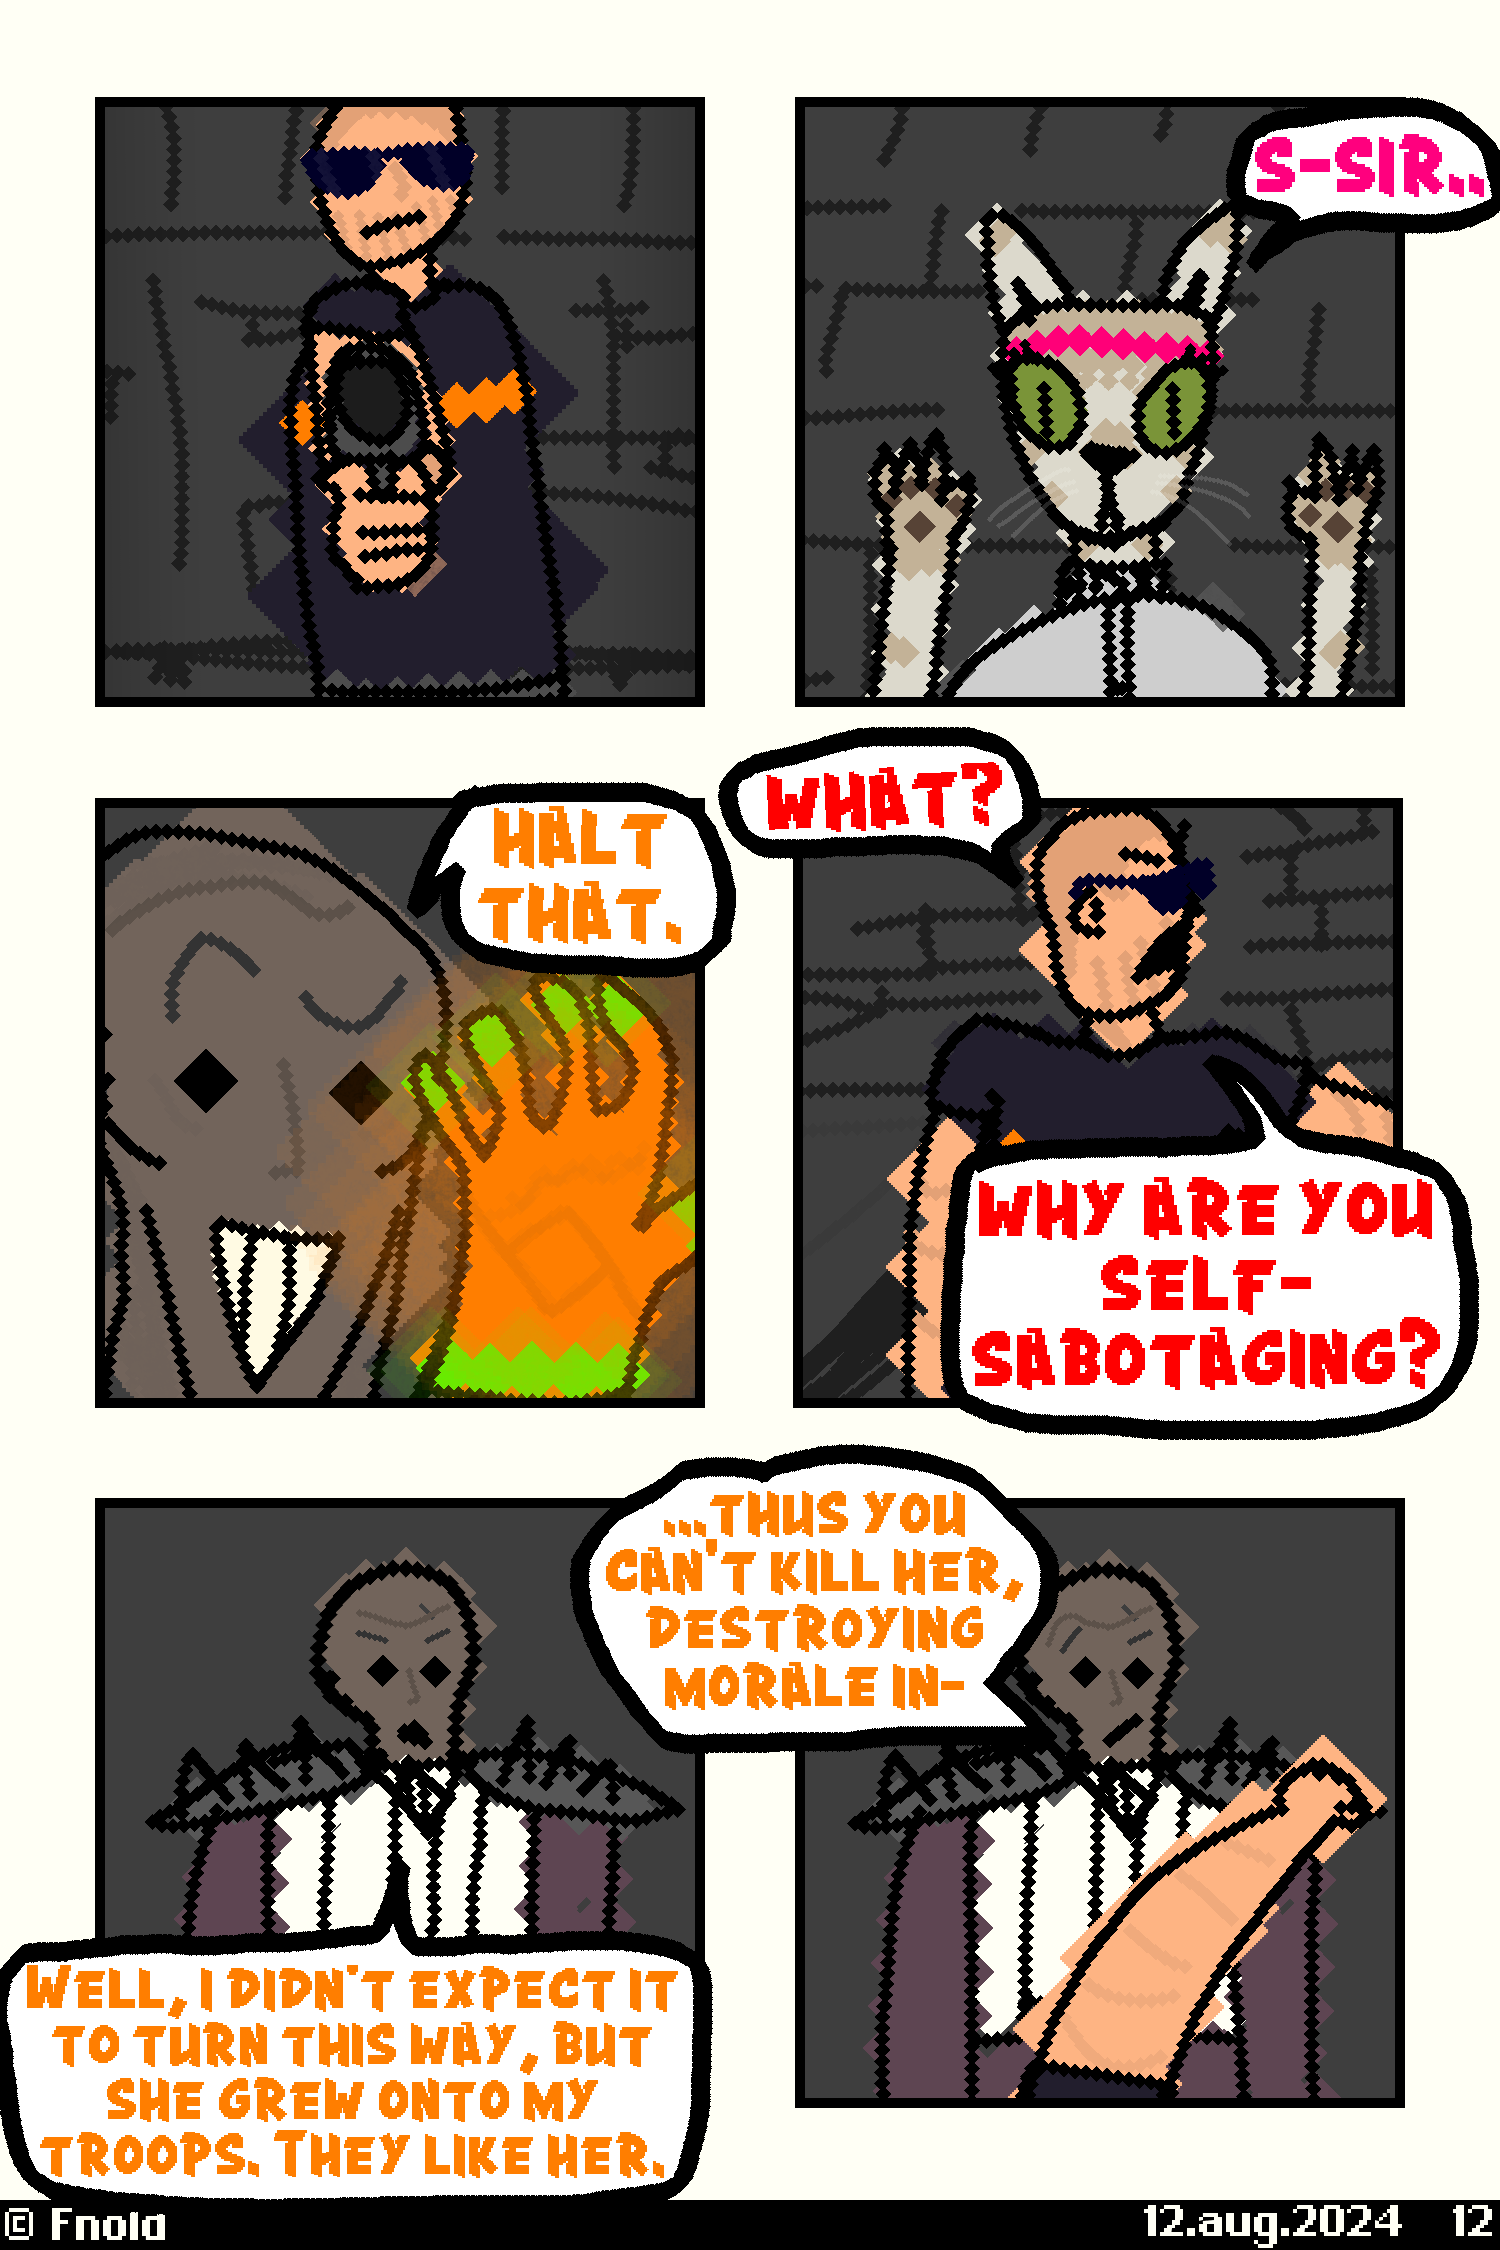 S-SIR..
HALT
THAT.
WHAT?
WHY ARE YOU
SELF-
SABOTAGING?
WELL, I DIDN'T EXPECT IT
TO TURN THIS WAY, BUT
SHE GREW ONTO MY
TROOPS. THEY LIKE HER.
...THUS YOU
CAN'T KILL HER,
DESTROYING
MORALE IN-
© Fnola
12.aug.2024 12